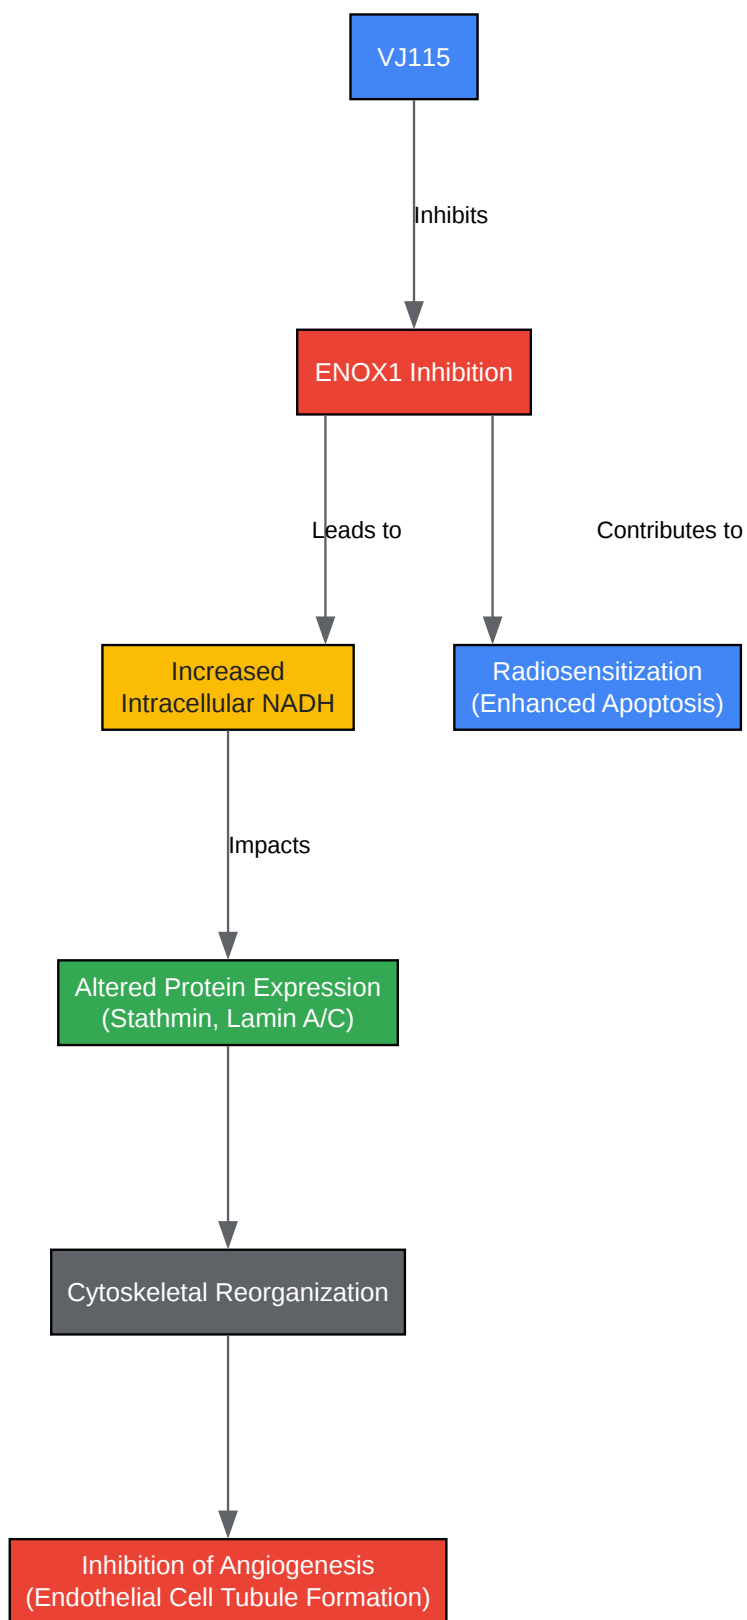 VJ115
Inhibits
ENOX1 Inhibition
Leads to
Contributes to
Increased
Intracellular NADH
Radiosensitization
(Enhanced Apoptosis)
Impacts
Altered Protein Expression
(Stathmin, Lamin A/C)
Cytoskeletal Reorganization
Inhibition of Angiogenesis
(Endothelial Cell Tubule Formation)